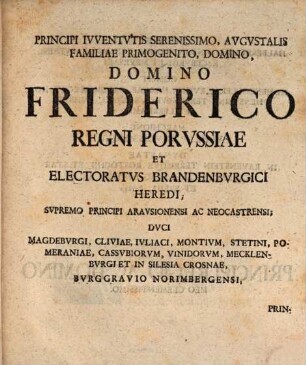 PRINCIPI IVVENTVTIS SERENISSIMO, AVGVSTALIS
FAMILIAE PRIMOGENITO, DOMINO,
DOMINO
FRIDERICO
REGNI PORVSSIAE
ET
ELECTORATVS BRANDENBVRGICI
HEREDI;
SVPREMO PRINCIPI ARAVSIONENSI AC NEOCASTRENSI;
DVCI
MAGDEBVRGI, CLIVIAE, IVLIACI, MONTIVM, STETINI, PO-
MERANIAE, CASSVBIORVM, VINIDORVM, MECKLEN-
BVRGI ET IN SILESIA CROSNAE,
BVRGGRAVIO NORIMBERGENSI,
PRIN-